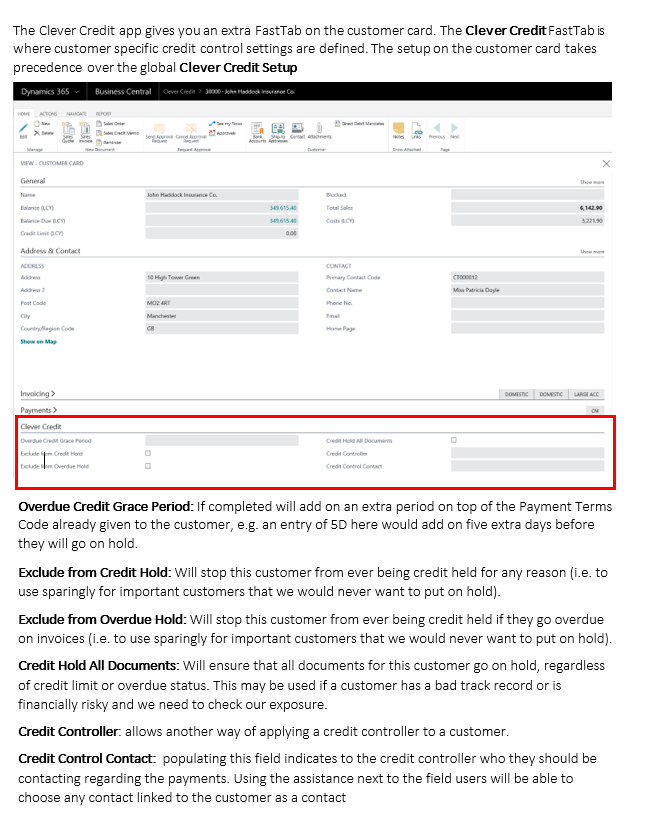 The Clever Credit app gives you an extra FastTab on the customer card. The Clever Credit FastTab is
where customer specific credit control settings are defined. The setup on the customer card takes
precedence over the global Clever Credit Setup
Dynamics 365 Business Central Clever Credit > 30000 - John Haddock Insurance Co.
HOME ACTIONS NAVIGATE REPORT
Edit New Delete Sales Quote Sales Invoice Sales Order Sales Credit Memo Reminder Send Approval Request Cancel Approval Request See my Flows Approvals Bank Accounts Ship-to Addresses Contact Attachments Direct Debit Mandates Notes Links Previous Next
Manage New Document Request Approval Customer Show Attached Page
VIEW - CUSTOMER CARD
General Show more
Name John Haddock Insurance Co. Blocked
Balance (LCY) 349,615.40 Total Sales 6,142.90
Balance Due (LCY) 349,615.40 Costs (LCY) 3,221.90
Credit Limit (LCY) 0.00
Address & Contact Show more
ADDRESS CONTACT
Address 10 High Tower Green Primary Contact Code CT000012
Address 2 Contact Name Miss Patricia Doyle
Post Code MO2 4RT Phone No.
City Manchester Email
Country/Region Code GB Home Page
Show on Map
Invoicing > DOMESTIC DOMESTIC LARGE ACC
Payments > CM
Clever Credit
Overdue Credit Grace Period Credit Hold All Documents
Exclude from Credit Hold Credit Controller
Exclude from Overdue Hold Credit Control Contact
Overdue Credit Grace Period: If completed will add on an extra period on top of the Payment Terms
Code already given to the customer, e.g. an entry of 5D here would add on five extra days before
they will go on hold.
Exclude from Credit Hold: Will stop this customer from ever being credit held for any reason (i.e. to
use sparingly for important customers that we would never want to put on hold).
Exclude from Overdue Hold: Will stop this customer from ever being credit held if they go overdue
on invoices (i.e. to use sparingly for important customers that we would never want to put on hold).
Credit Hold All Documents: Will ensure that all documents for this customer go on hold, regardless
of credit limit or overdue status. This may be used if a customer has a bad track record or is
financially risky and we need to check our exposure.
Credit Controller: allows another way of applying a credit controller to a customer.
Credit Control Contact: populating this field indicates to the credit controller who they should be
contacting regarding the payments. Using the assistance next to the field users will be able to
choose any contact linked to the customer as a contact